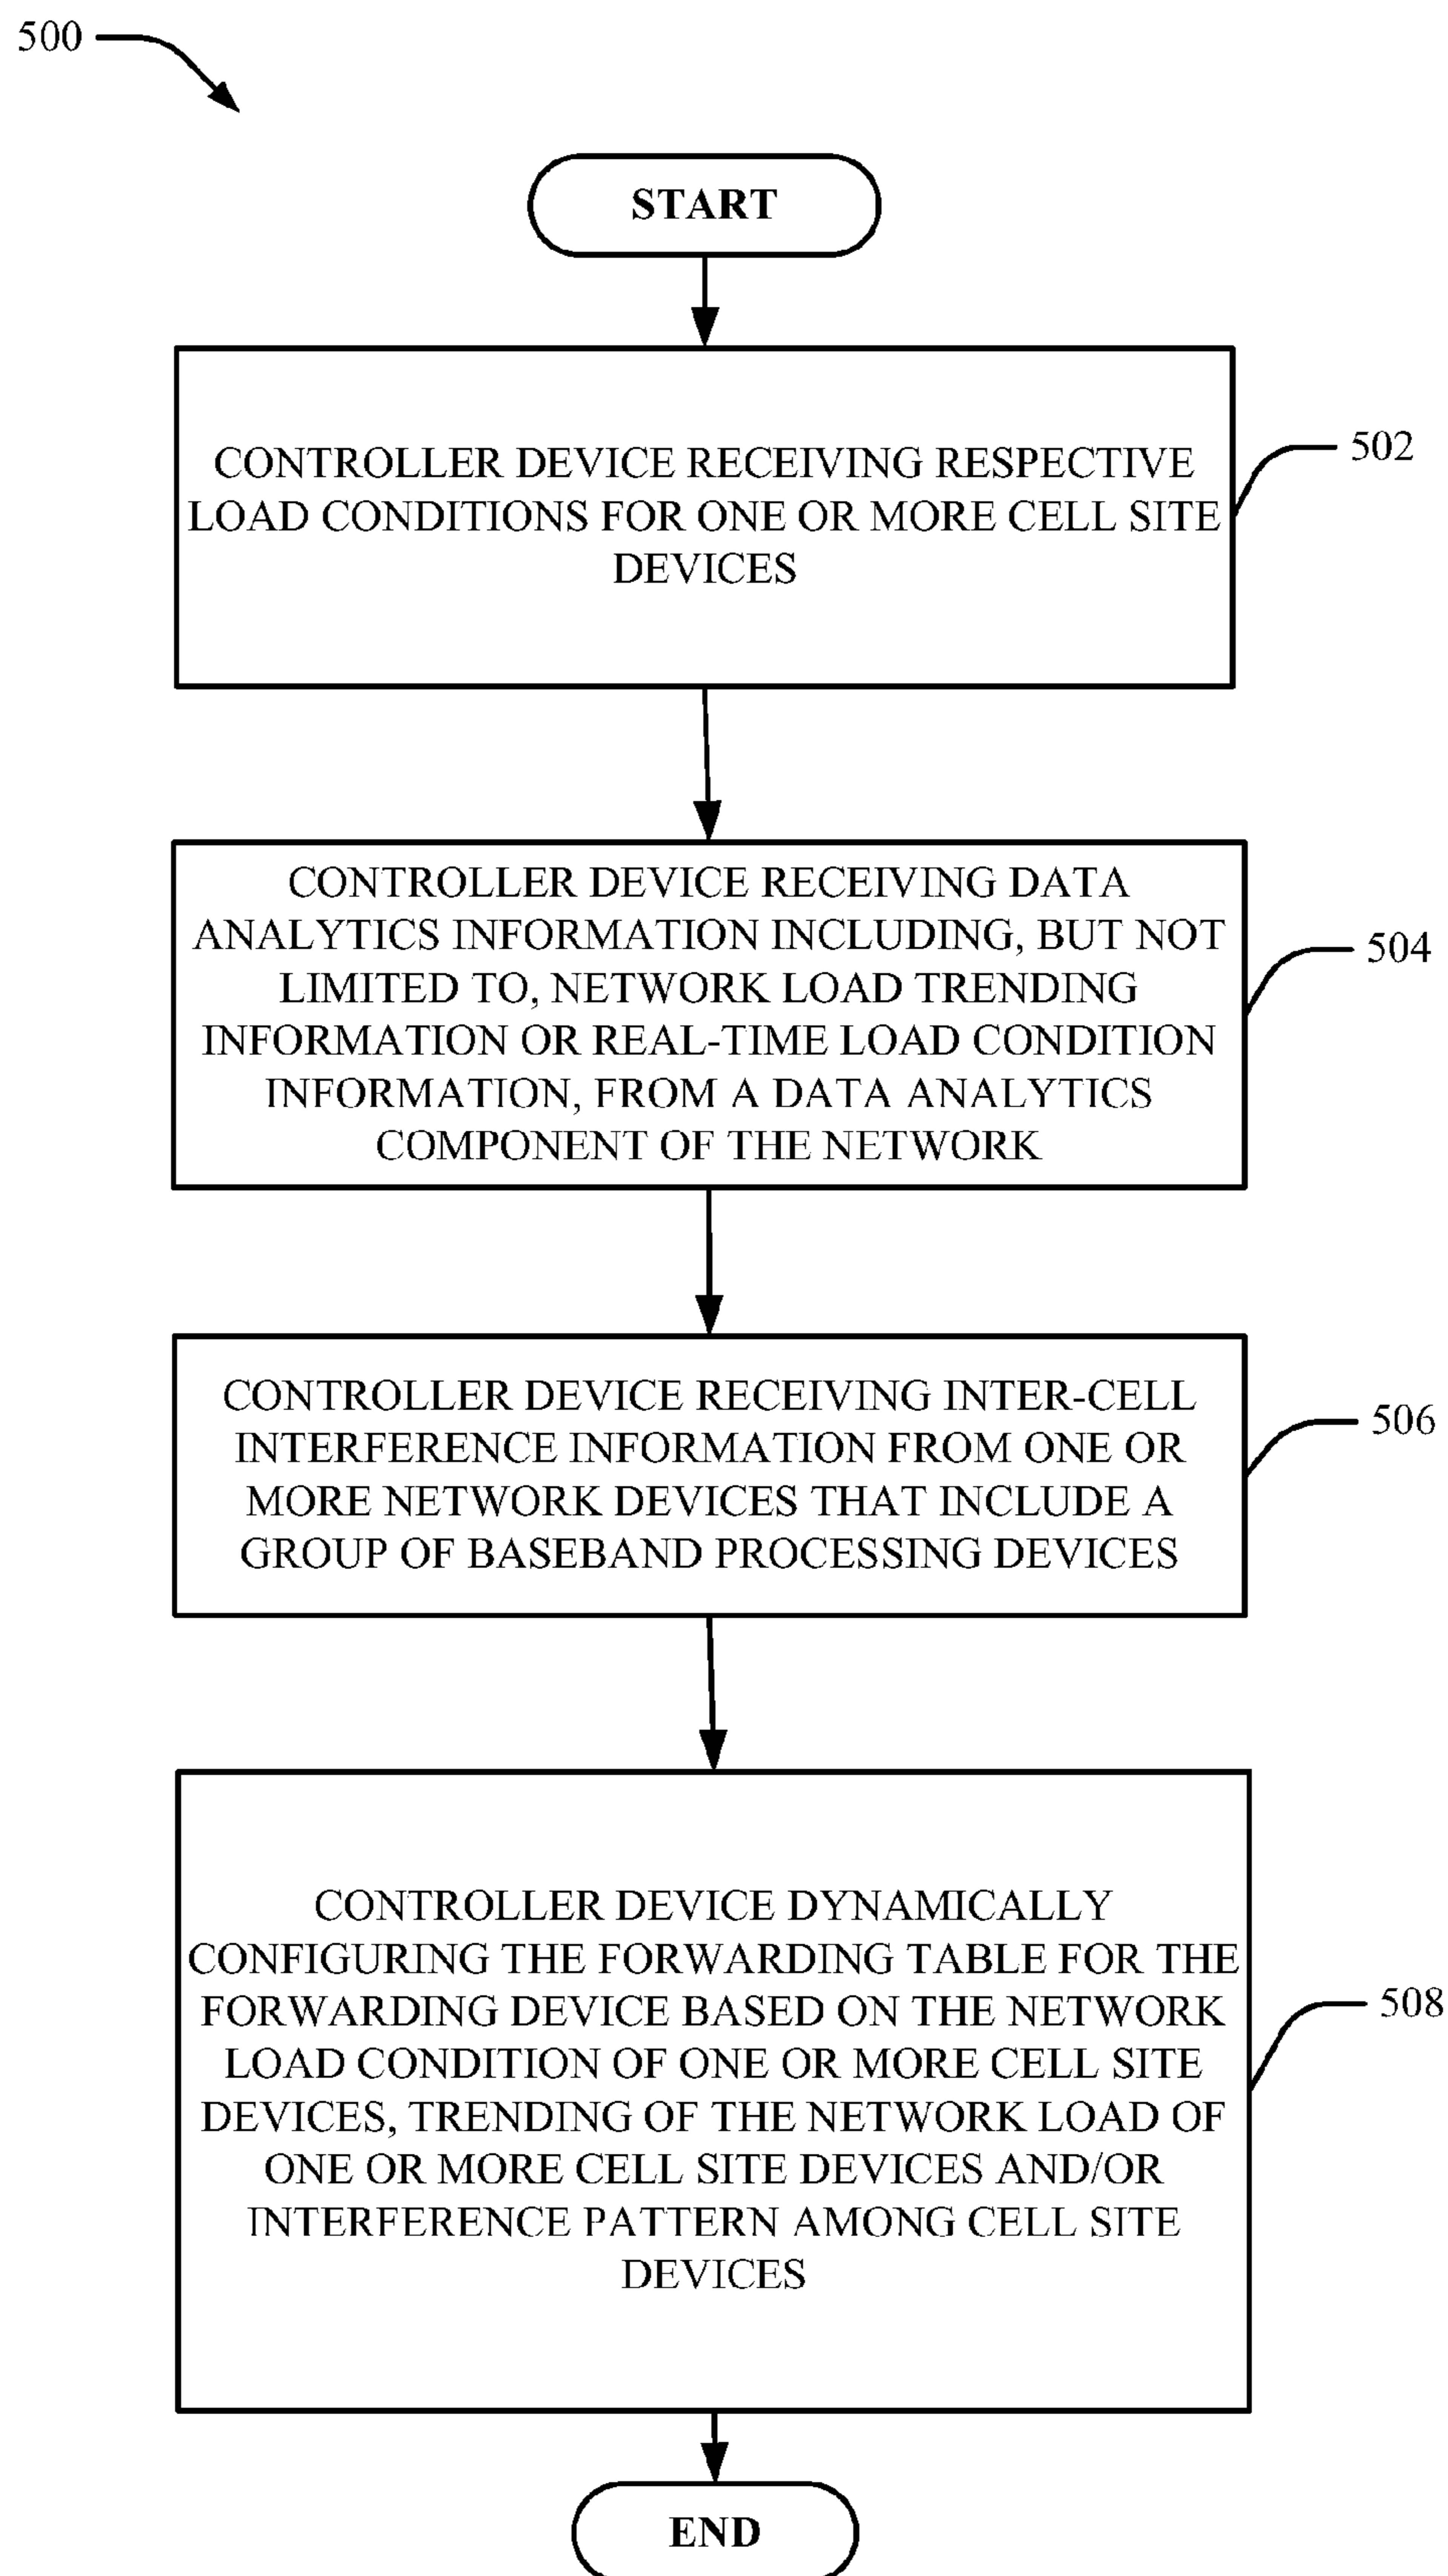 500
START
CONTROLLER DEVICE RECEIVING RESPECTIVE
LOAD CONDITIONS FOR ONE OR MORE CELL SITE
DEVICES
502
CONTROLLER DEVICE RECEIVING DATA
ANALYTICS INFORMATION INCLUDING, BUT NOT
LIMITED TO, NETWORK LOAD TRENDING
INFORMATION OR REAL-TIME LOAD CONDITION
INFORMATION, FROM A DATA ANALYTICS
COMPONENT OF THE NETWORK
504
CONTROLLER DEVICE RECEIVING INTER-CELL
INTERFERENCE INFORMATION FROM ONE OR
MORE NETWORK DEVICES THAT INCLUDE A
GROUP OF BASEBAND PROCESSING DEVICES
506
CONTROLLER DEVICE DYNAMICALLY
CONFIGURING THE FORWARDING TABLE FOR THE
FORWARDING DEVICE BASED ON THE NETWORK
LOAD CONDITION OF ONE OR MORE CELL SITE
DEVICES, TRENDING OF THE NETWORK LOAD OF
ONE OR MORE CELL SITE DEVICES AND/OR
INTERFERENCE PATTERN AMONG CELL SITE
DEVICES
508
END